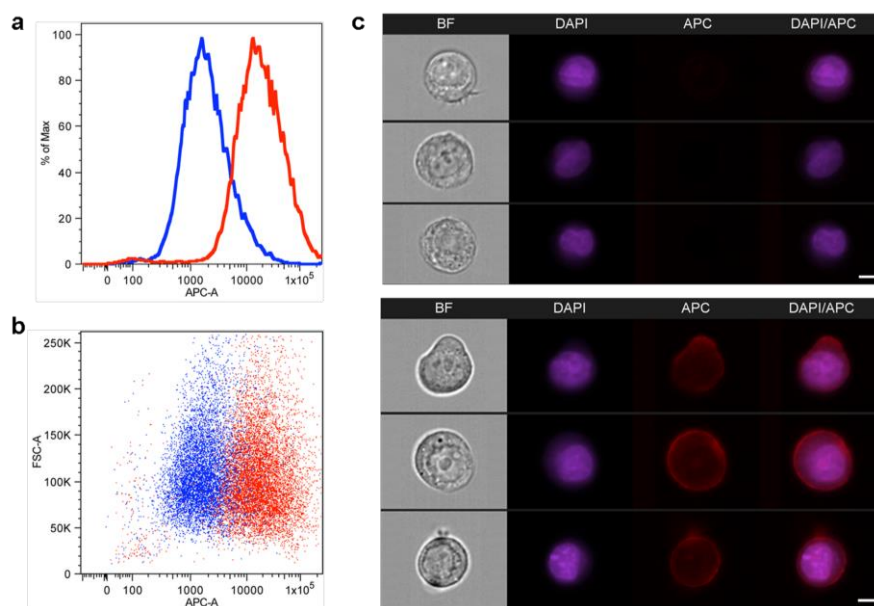 a
% of Max
100
80
60
40
20
0
0 100 1000 10000 1x10⁵
APC-A
b
FSC-A
250K
200K
150K
100K
50K
0
0 100 1000 10000 1x10⁵
APC-A
c
BF DAPI APC DAPI/APC
BF DAPI APC DAPI/APC